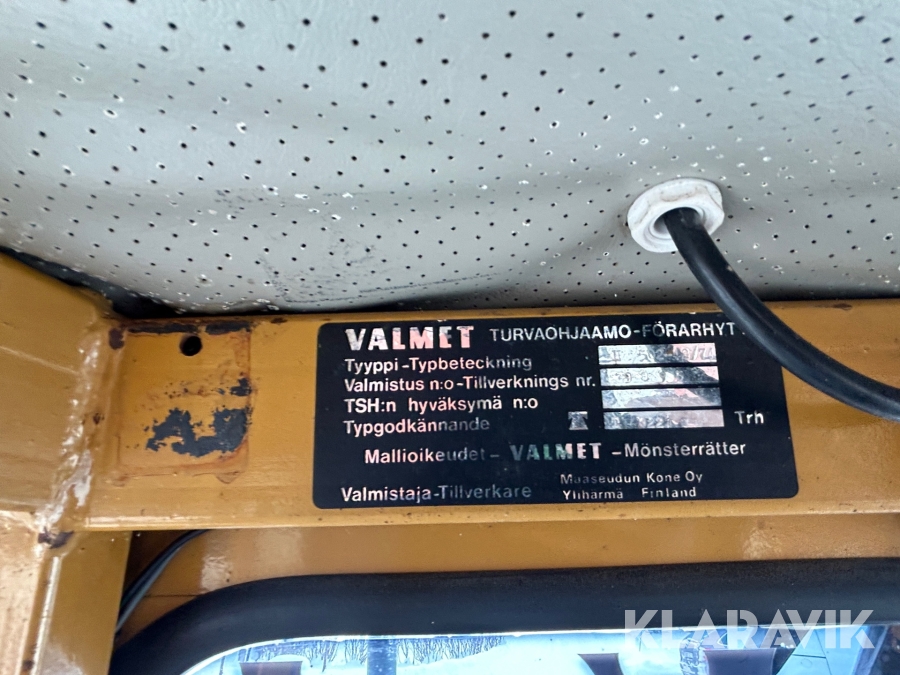 VALMET TURVAOHJAAMO-FÖRARHYT
Tyyppi-Typbeteckning
Valmistus n:o-Tillverknings nr.
TSH:n hyväksymä n:o
Typgodkännande T Trh
Mallioikeudet- VALMET -Mönsterrätter
Valmistaja-Tillverkare Maaseudun Kone Oy
Ylihärmä Finland
KLARAVIK